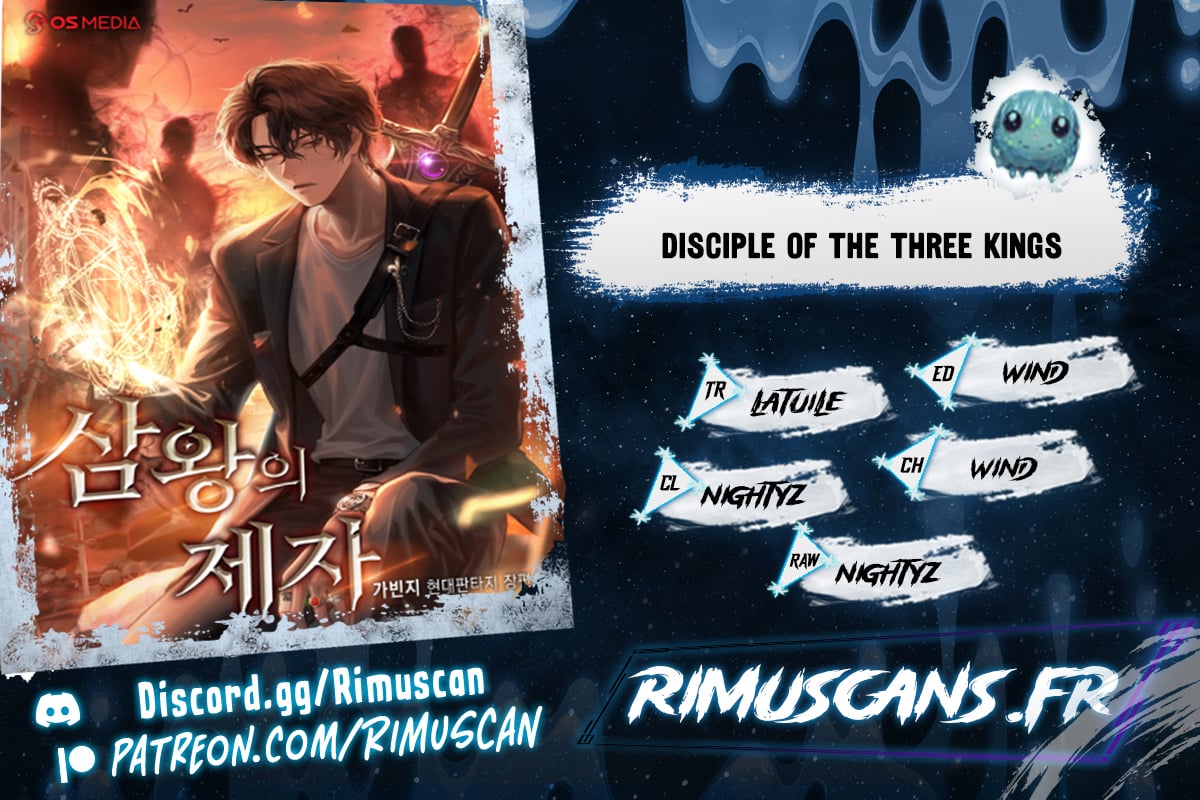 OSMEDIA
삼왕의
제자
가빈지 현대판타지 장편
DISCIPLE OF THE THREE KINGS
TR LATUILE
ED WIND
CL NIGHTYZ
CH WIND
RAW NIGHTYZ
Discord.gg/Rimuscan
PATREON.COM/RIMUSCAN
RIMUSCANS.FR